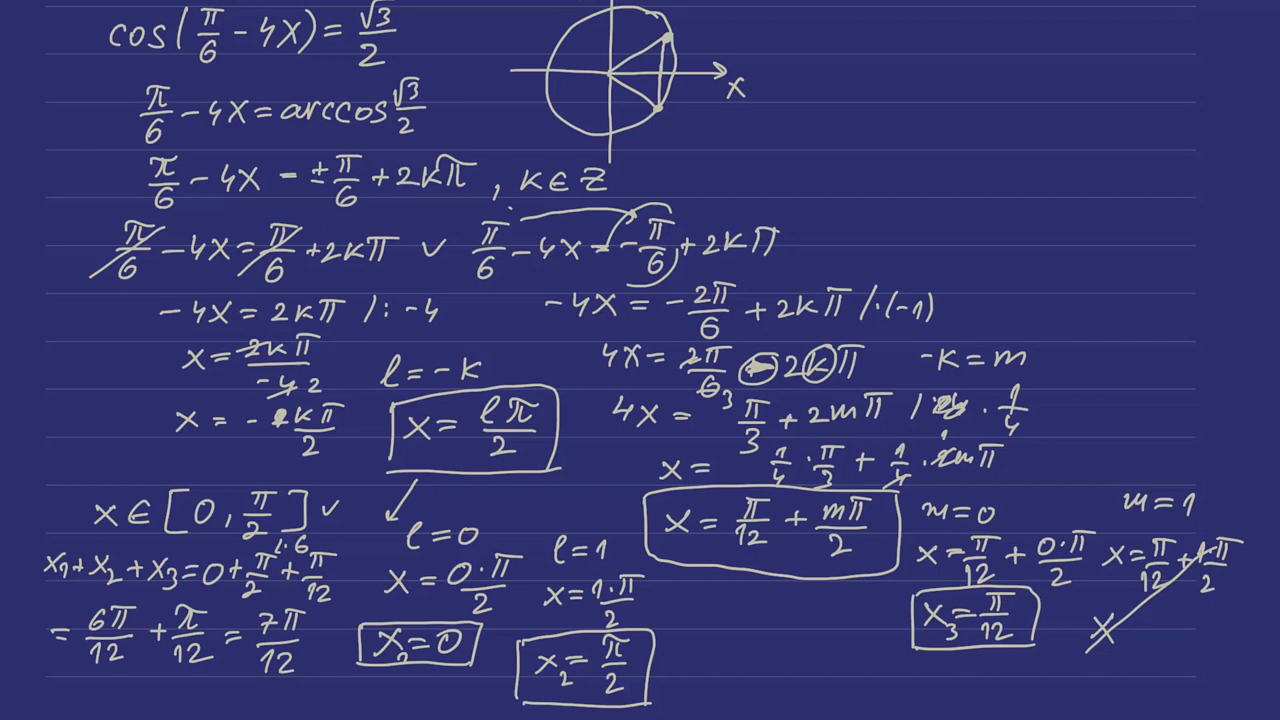 cos(π/6 - 4x) = √3/2
x
π/6 - 4x = arccos √3/2
π/6 - 4x = ± π/6 + 2kπ , k ∈ Z
π/6 - 4x = π/6 + 2kπ ∨ π/6 - 4x = -π/6 + 2kπ
-4x = 2kπ /: -4
-4x = -2π/6 + 2kπ /·(-1)
x = 2kπ/-4 2
l = -k
4x = 2π/6 3 - 2kπ
-k = m
x = -kπ/2
x = lπ/2
4x = π/3 + 2mπ / · 1/4
x = 1/4 · π/3 + 1/4 · 2mπ
x ∈ [0, π/2] ✓
x = π/12 + mπ/2
l = 0
l = 1
m = 0
m = 1
x₁ + x₂ + x₃ = 0 + π/2 /·6 + π/12
x = 0·π/2
x = 1·π/2
x = π/12 + 0·π/2
x = π/12 + 1·π/2
= 6π/12 + π/12 = 7π/12
x₁ = 0
x₂ = π/2
x₃ = π/12